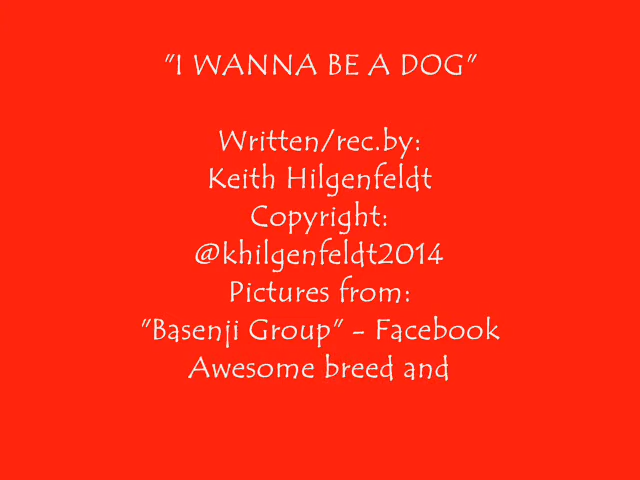 "I WANNA BE A DOG"
Written/rec.by:
Keith Hilgenfeldt
Copyright:
@khilgenfeldt2014
Pictures from:
"Basenji Group" - Facebook
Awesome breed and